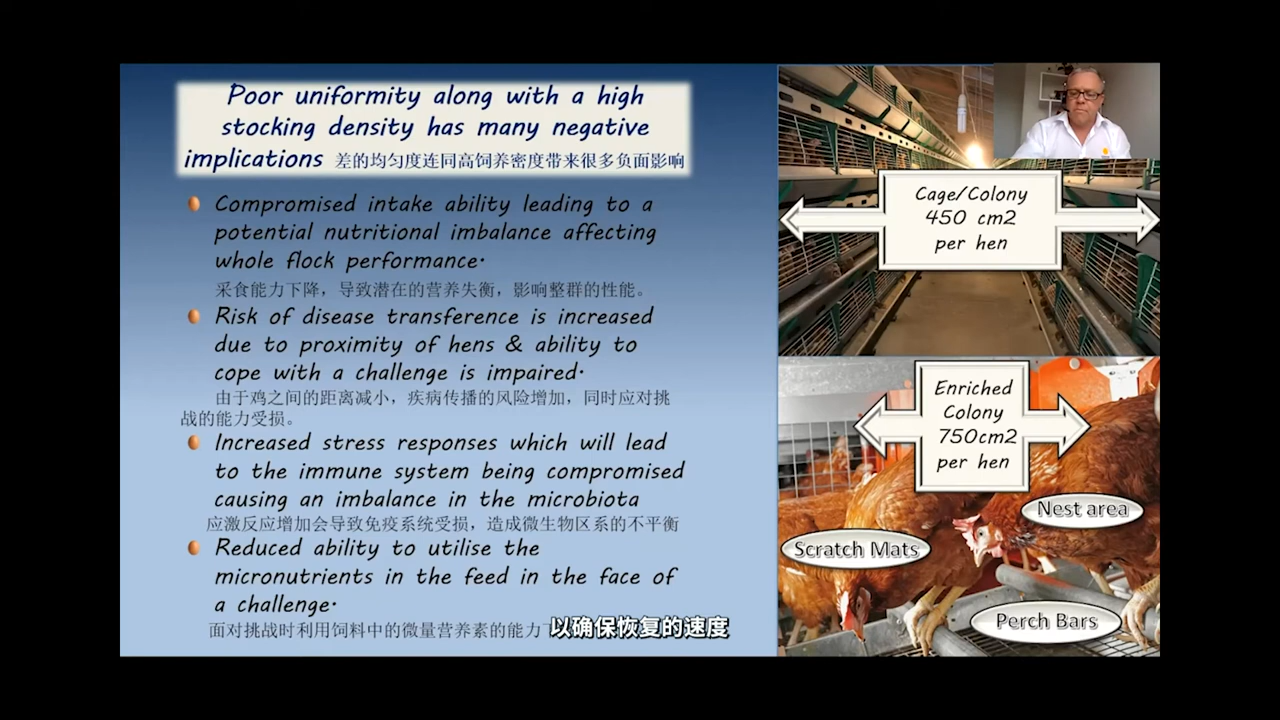 Poor uniformity along with a high
stocking density has many negative
implications 差的均匀度连同高饲养密度带来很多负面影响
Compromised intake ability leading to a
potential nutritional imbalance affecting
whole flock performance.
采食能力下降，导致潜在的营养失衡，影响整群的性能。
Risk of disease transference is increased
due to proximity of hens & ability to
cope with a challenge is impaired.
由于鸡之间的距离减小，疾病传播的风险增加，同时应对挑
战的能力受损。
Increased stress responses which will lead
to the immune system being compromised
causing an imbalance in the microbiota
应激反应增加会导致免疫系统受损，造成微生物区系的不平衡
Reduced ability to utilise the
micronutrients in the feed in the face of
a challenge.
面对挑战时利用饲料中的微量营养素的能力
以确保恢复的速度
Cage/Colony
450 cm2
per hen
Enriched
Colony
750cm2
per hen
Nest area
Scratch Mats
Perch Bars